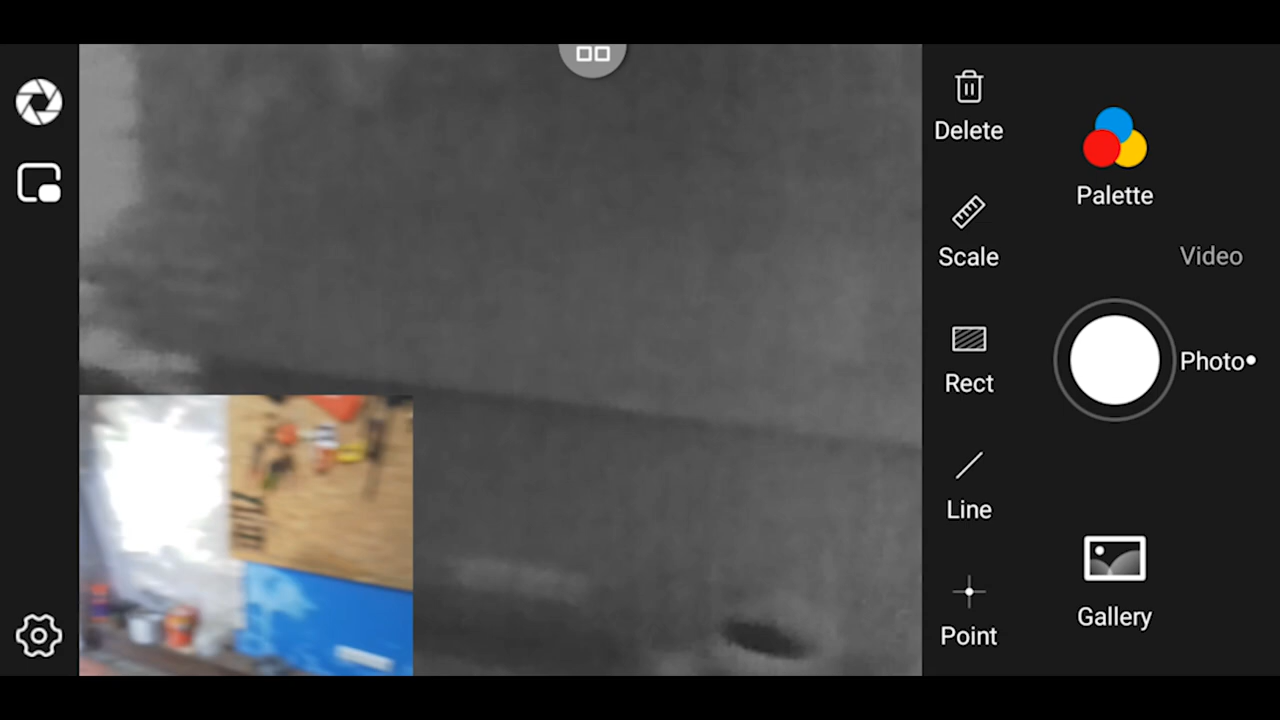 Delete
Palette
Scale
Video
Rect
Photo
Line
Point
Gallery